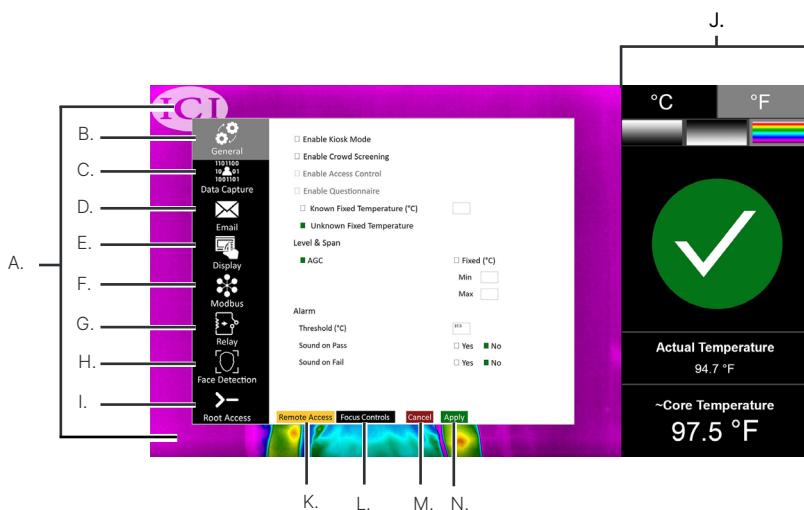 J.
ICI
°C °F
A.
B.
General
C.
1101100
10 01
1001101
Data Capture
D.
Email
E.
Display
F.
Modbus
G.
Relay
H.
Face Detection
I.
Root Access
Enable Kiosk Mode
Enable Crowd Screening
Enable Access Control
Enable Questionnaire
Known Fixed Temperature (°C)
Unknown Fixed Temperature
Level & Span
AGC Fixed (°C)
Min
Max
Alarm
Threshold (°C)
Sound on Pass Yes No
Sound on Fail Yes No
Remote Access Focus Controls Cancel Apply
Actual Temperature
94.7 °F
~Core Temperature
97.5 °F
K. L. M. N.